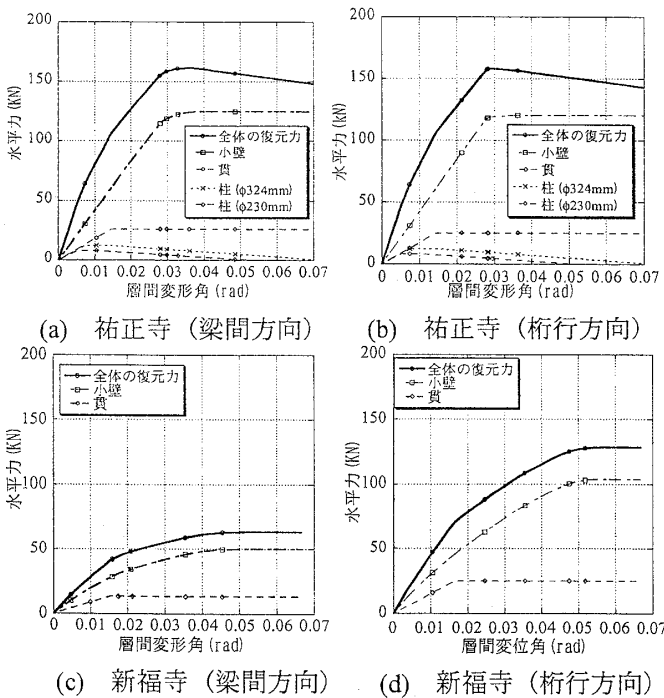 200
150
100
50
0
水平力(KN)
全体の復元力
小壁
貫
柱(φ324mm)
柱(φ230mm)
0 0.01 0.02 0.03 0.04 0.05 0.06 0.07
層間変形角(rad)
(a) 祐正寺(梁間方向)
200
150
100
50
0
水平力(kN)
全体の復元力
小壁
貫
柱(φ324mm)
柱(φ230mm)
0 0.01 0.02 0.03 0.04 0.05 0.06 0.07
層間変形角(rad)
(b) 祐正寺(桁行方向)
200
150
100
50
0
水平力(KN)
全体の復元力
小壁
貫
0 0.01 0.02 0.03 0.04 0.05 0.06 0.07
層間変形角(rad)
(c) 新福寺(梁間方向)
200
150
100
50
0
水平力(KN)
全体の復元力
小壁
貫
0 0.01 0.02 0.03 0.04 0.05 0.06 0.07
層間変位角(rad)
(d) 新福寺(桁行方向)